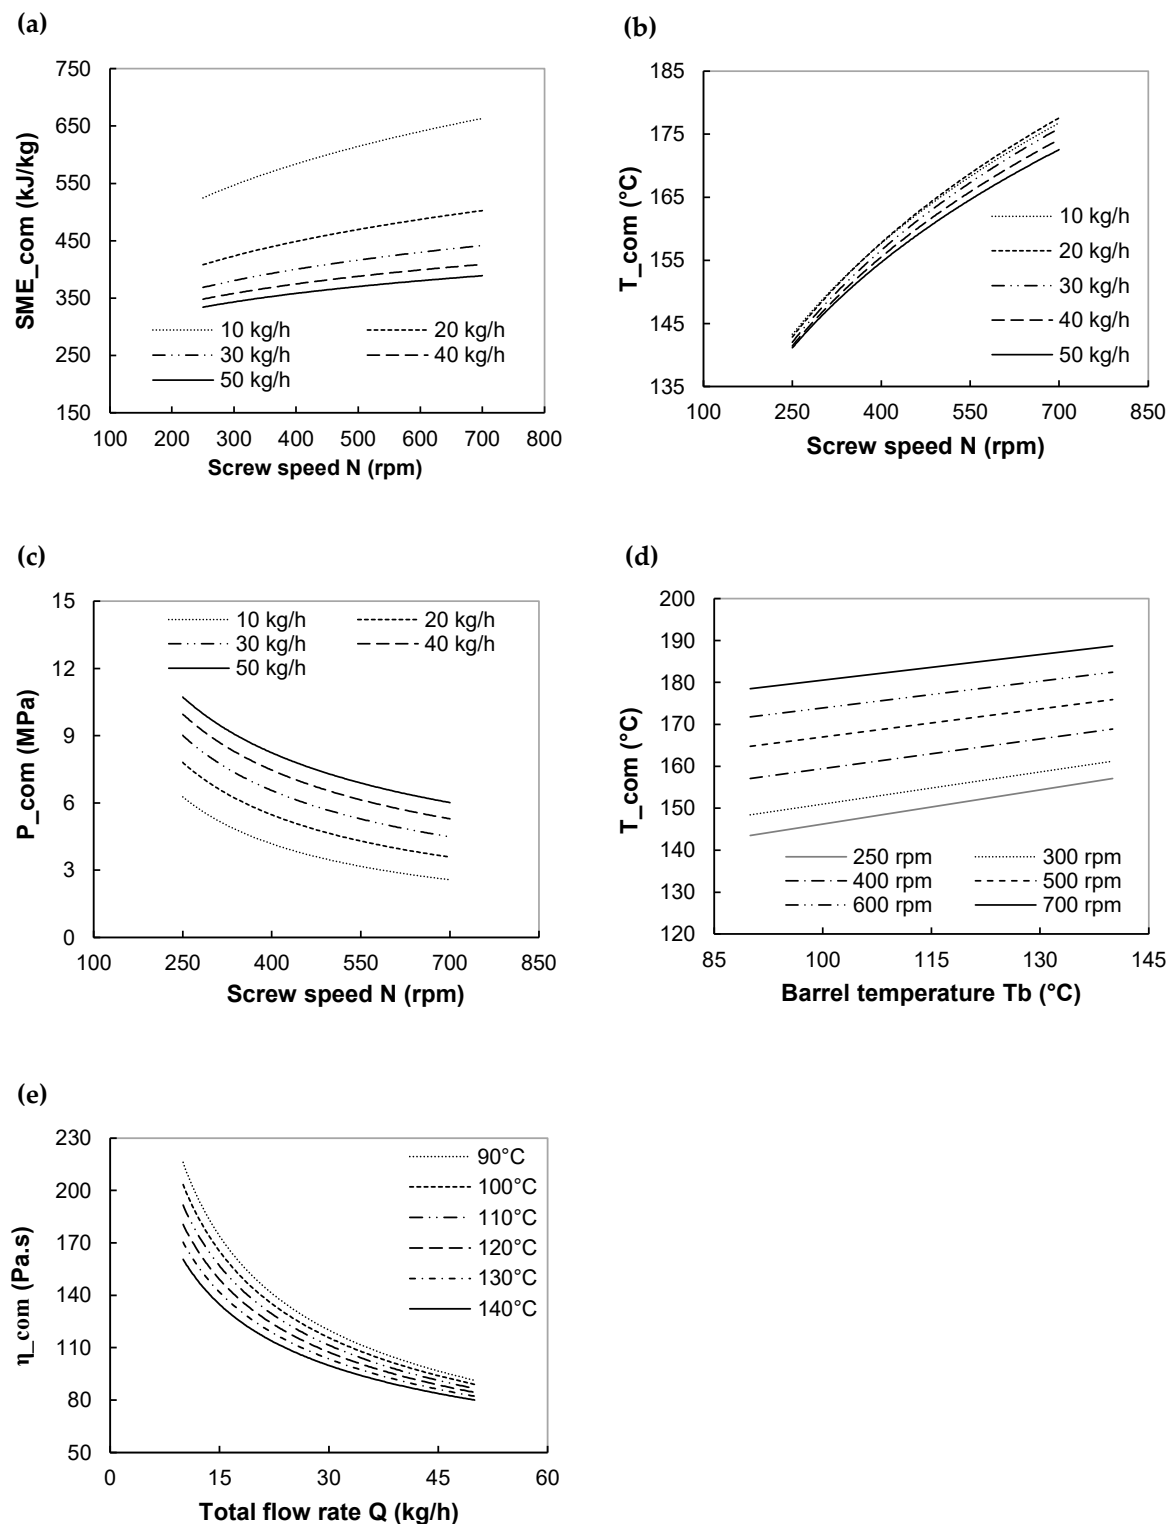 (a)
SME_com (kJ/kg)
750
650
550
450
350
250
150
10 kg/h 20 kg/h
30 kg/h 40 kg/h
50 kg/h
100 200 300 400 500 600 700 800
Screw speed N (rpm)
(b)
T_com (°C)
185
175
165
155
145
135
10 kg/h
20 kg/h
30 kg/h
40 kg/h
50 kg/h
100 250 400 550 700 850
Screw speed N (rpm)
(c)
P_com (MPa)
15
12
9
6
3
0
10 kg/h 20 kg/h
30 kg/h 40 kg/h
50 kg/h
100 250 400 550 700 850
Screw speed N (rpm)
(d)
T_com (°C)
200
190
180
170
160
150
140
130
120
250 rpm 300 rpm
400 rpm 500 rpm
600 rpm 700 rpm
85 100 115 130 145
Barrel temperature Tb (°C)
(e)
η_com (Pa.s)
230
200
170
140
110
80
50
90°C
100°C
110°C
120°C
130°C
140°C
0 15 30 45 60
Total flow rate Q (kg/h)